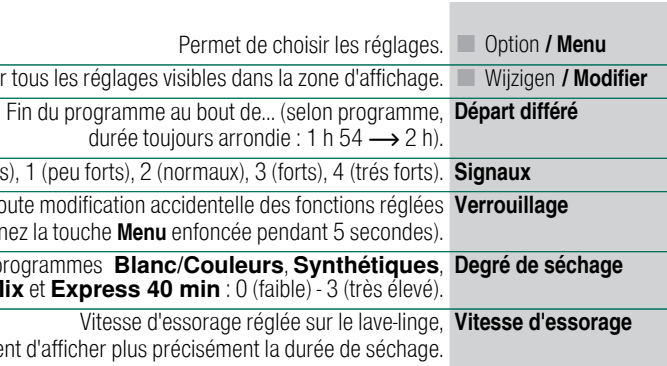 Permet de choisir les réglages. Option / Menu
r tous les réglages visibles dans la zone d'affichage. Wijzigen / Modifier
Fin du programme au bout de... (selon programme, Départ différé
durée toujours arrondie : 1 h 54 → 2 h).
s), 1 (peu forts), 2 (normaux), 3 (forts), 4 (trés forts). Signaux
oute modification accidentelle des fonctions réglées Verrouillage
nez la touche Menu enfoncée pendant 5 secondes).
programmes Blanc/Couleurs, Synthétiques, Degré de séchage
lix et Express 40 min : 0 (faible) - 3 (très élevé).
Vitesse d'essorage réglée sur le lave-linge, Vitesse d'essorage
ent d'afficher plus précisément la durée de séchage.